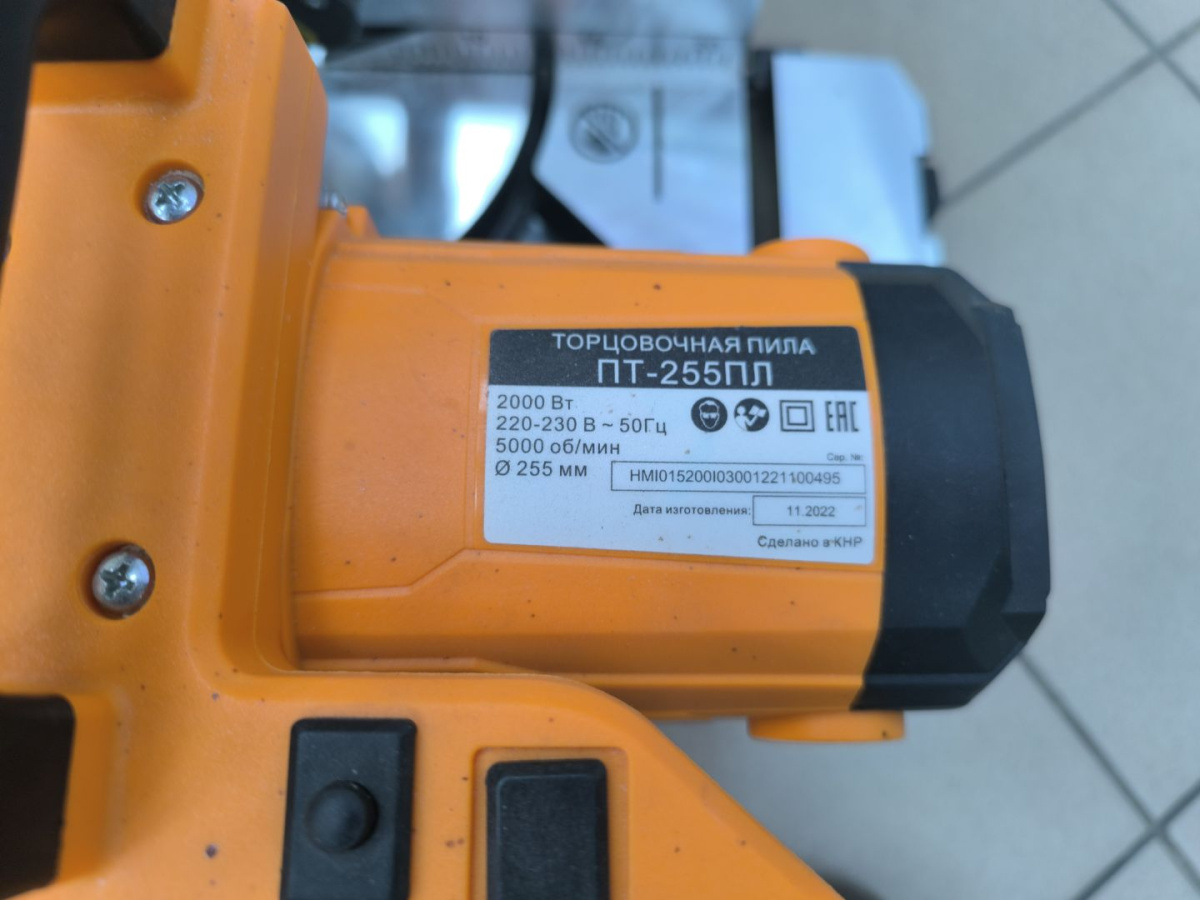 ТОРЦОВОЧНАЯ ПИЛА
ПТ-255ПЛ
2000 Вт
220-230 В ~ 50Гц
5000 об/мин
Ø 255 мм
EAC
Сер. №:
HMI015200I03001221100495
Дата изготовления:
11.2022
Сделано в КНР